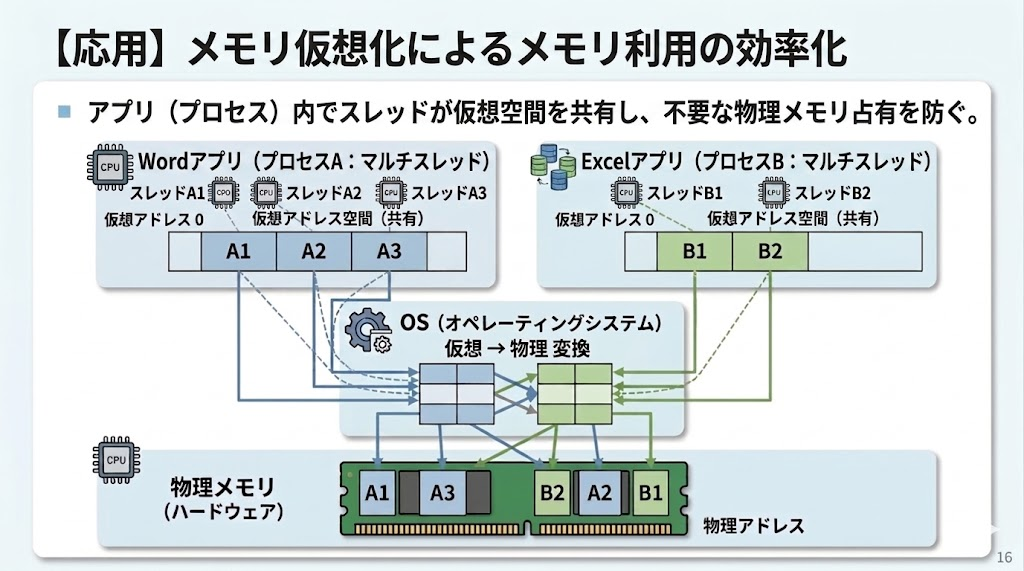 【応用】メモリ仮想化によるメモリ利用の効率化
アプリ（プロセス）内でスレッドが仮想空間を共有し、不要な物理メモリ占有を防ぐ。
CPU
Wordアプリ（プロセスA：マルチスレッド）
スレッドA1
CPU
CPU
スレッドA2
CPU
スレッドA3
仮想アドレス 0
仮想アドレス空間（共有）
A1
A2
A3
Excelアプリ（プロセスB：マルチスレッド）
CPU
スレッドB1
CPU
スレッドB2
仮想アドレス 0
仮想アドレス空間（共有）
B1
B2
OS（オペレーティングシステム）
仮想 → 物理 変換
CPU
物理メモリ
（ハードウェア）
A1
A3
B2
A2
B1
物理アドレス
16